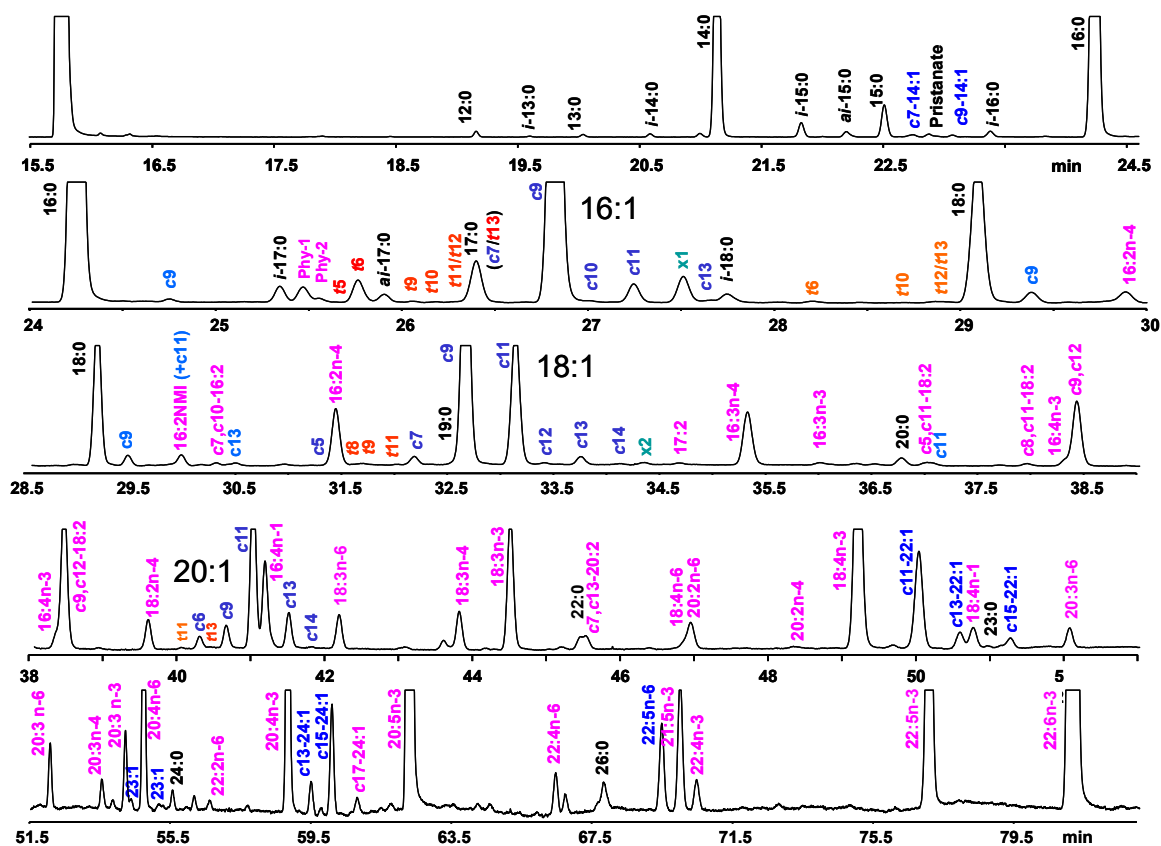 12:0
i-13:0
13:0
i-14:0
14:0
i-15:0
ai-15:0
15:0
c7-14:1
Pristanate
c9-14:1
i-16:0
16:0
15.5 16.5 17.5 18.5 19.5 20.5 21.5 22.5 min 24.5
16:0
c9
i-17:0
Phy-1
Phy-2
t5
t6
ai-17:0
t9
t10
t11/t12
17:0
(c7/t13)
c9
16:1
c10
c11
x1
c13
i-18:0
t6
t10
t12/t13
18:0
c9
16:2n-4
24 25 26 27 28 29 30
18:0
c9
16:2NMI (+c11)
c7,c10-16:2
c13
c5
16:2n-4
t8
t9
t11
c7
19:0
c9
c11
18:1
c12
c13
c14
x2
17:2
16:3n-4
16:3n-3
20:0
c5,c11-18:2
c11
c8,c11-18:2
16:4n-3
c9,c12
28.5 29.5 30.5 31.5 32.5 33.5 34.5 35.5 36.5 37.5 38.5
16:4n-3
c9,c12-18:2
18:2n-4
20:1
t11
c6
t13
c9
c11
16:4n-1
c13
c14
18:3n-6
18:3n-4
18:3n-3
22:0
c7,c13-20:2
18:4n-6
20:2n-6
20:2n-4
18:4n-3
c11-22:1
c13-22:1
18:4n-1
23:0
c15-22:1
20:3n-6
38 40 42 44 46 48 50 5
20:3 n-6
20:3n-4
20:3 n-3
23:1
20:4n-6
23:1
24:0
22:2n-6
20:4n-3
c13-24:1
c15-24:1
c17-24:1
20:5n-3
22:4n-6
26:0
22:5n-6
21:5n-3
22:4n-3
22:5n-3
22:6n-3
51.5 55.5 59.5 63.5 67.5 71.5 75.5 79.5 min